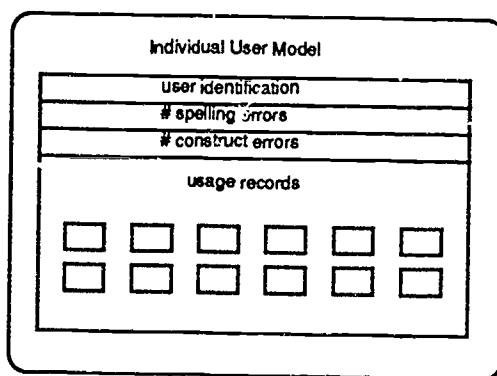 Individual User Model
user identification
# spelling errors
# construct errors
usage records